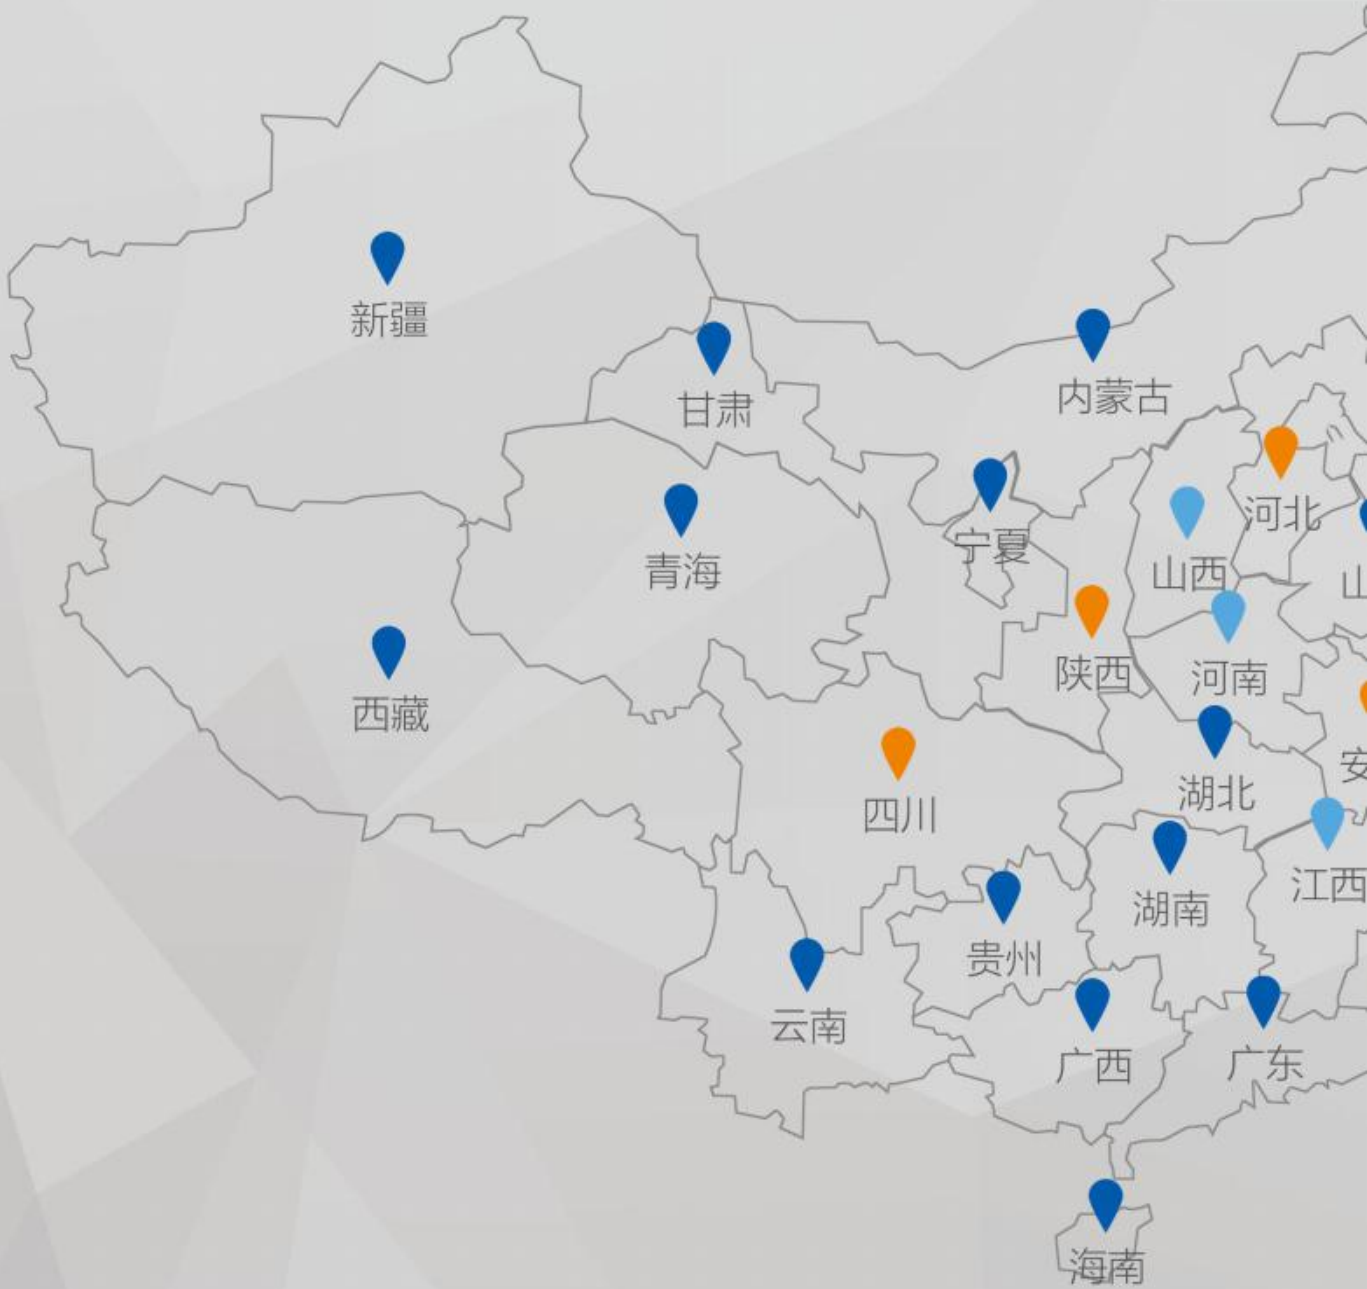 新疆
内蒙古
甘肃
河北
宁夏
青海
山西
山
陕西
河南
西藏
安
湖北
四川
江西
湖南
贵州
云南
广西
广东
海南